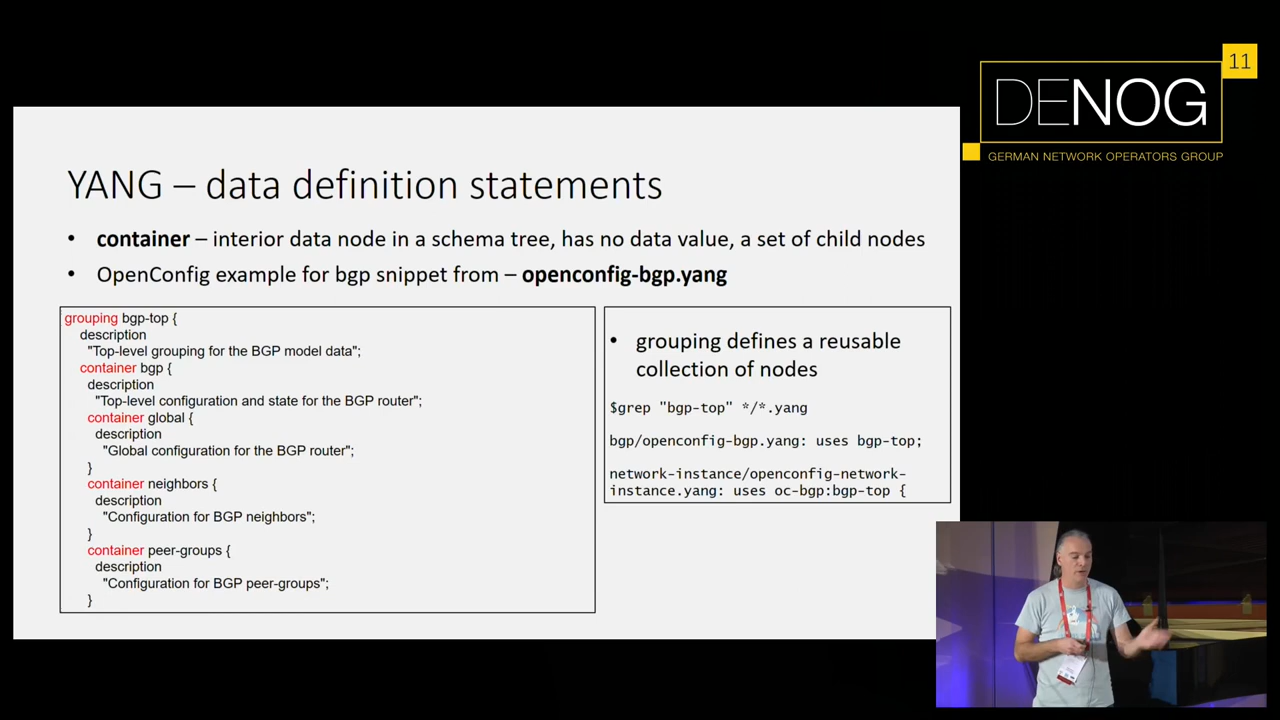 11
DENOG
GERMAN NETWORK OPERATORS GROUP
YANG – data definition statements
• container – interior data node in a schema tree, has no data value, a set of child nodes
• OpenConfig example for bgp snippet from – openconfig-bgp.yang
grouping bgp-top {
description
"Top-level grouping for the BGP model data";
container bgp {
description
"Top-level configuration and state for the BGP router";
container global {
description
"Global configuration for the BGP router";
}
container neighbors {
description
"Configuration for BGP neighbors";
}
container peer-groups {
description
"Configuration for BGP peer-groups";
}
• grouping defines a reusable
collection of nodes
$grep "bgp-top" */*.yang
bgp/openconfig-bgp.yang: uses bgp-top;
network-instance/openconfig-network-
instance.yang: uses oc-bgp:bgp-top {